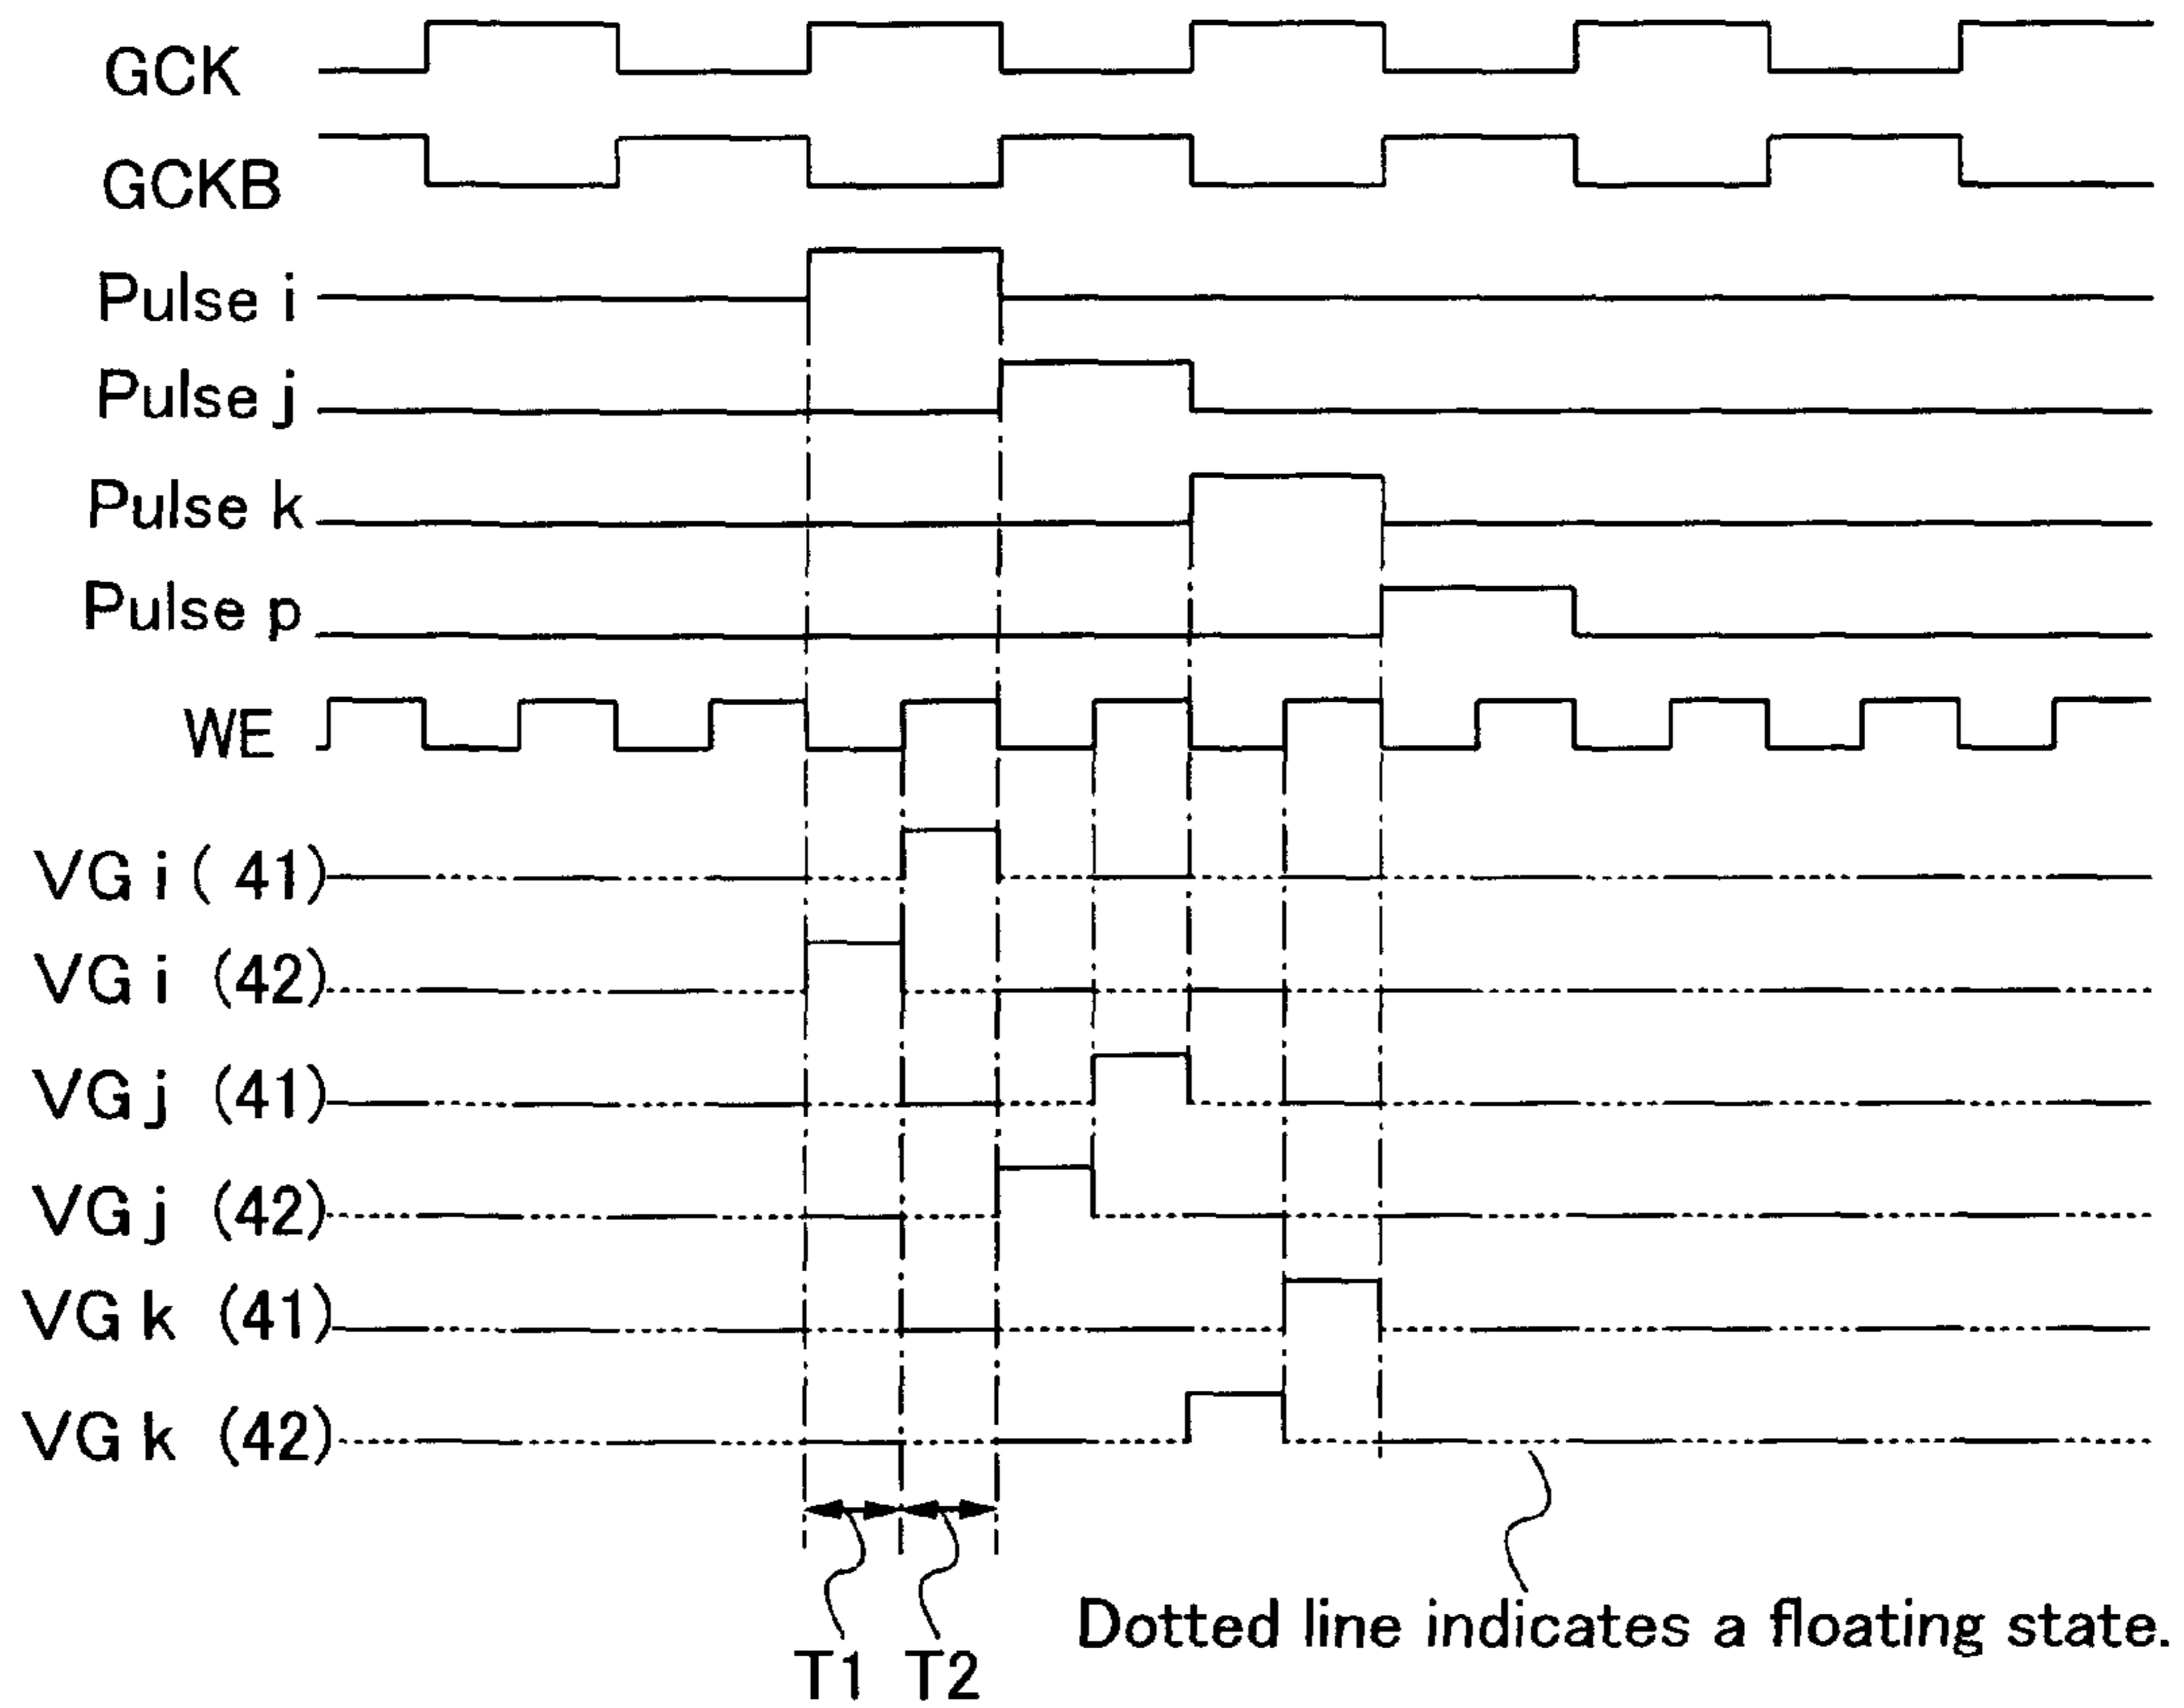 GCK
GCKB
Pulse i
Pulse j
Pulse k
Pulse p
WE
VG i ( 41)
VG i (42)
VG j (41)
VG j (42)
VG k (41)
VG k (42)
T1 T2
Dotted line indicates a floating state.